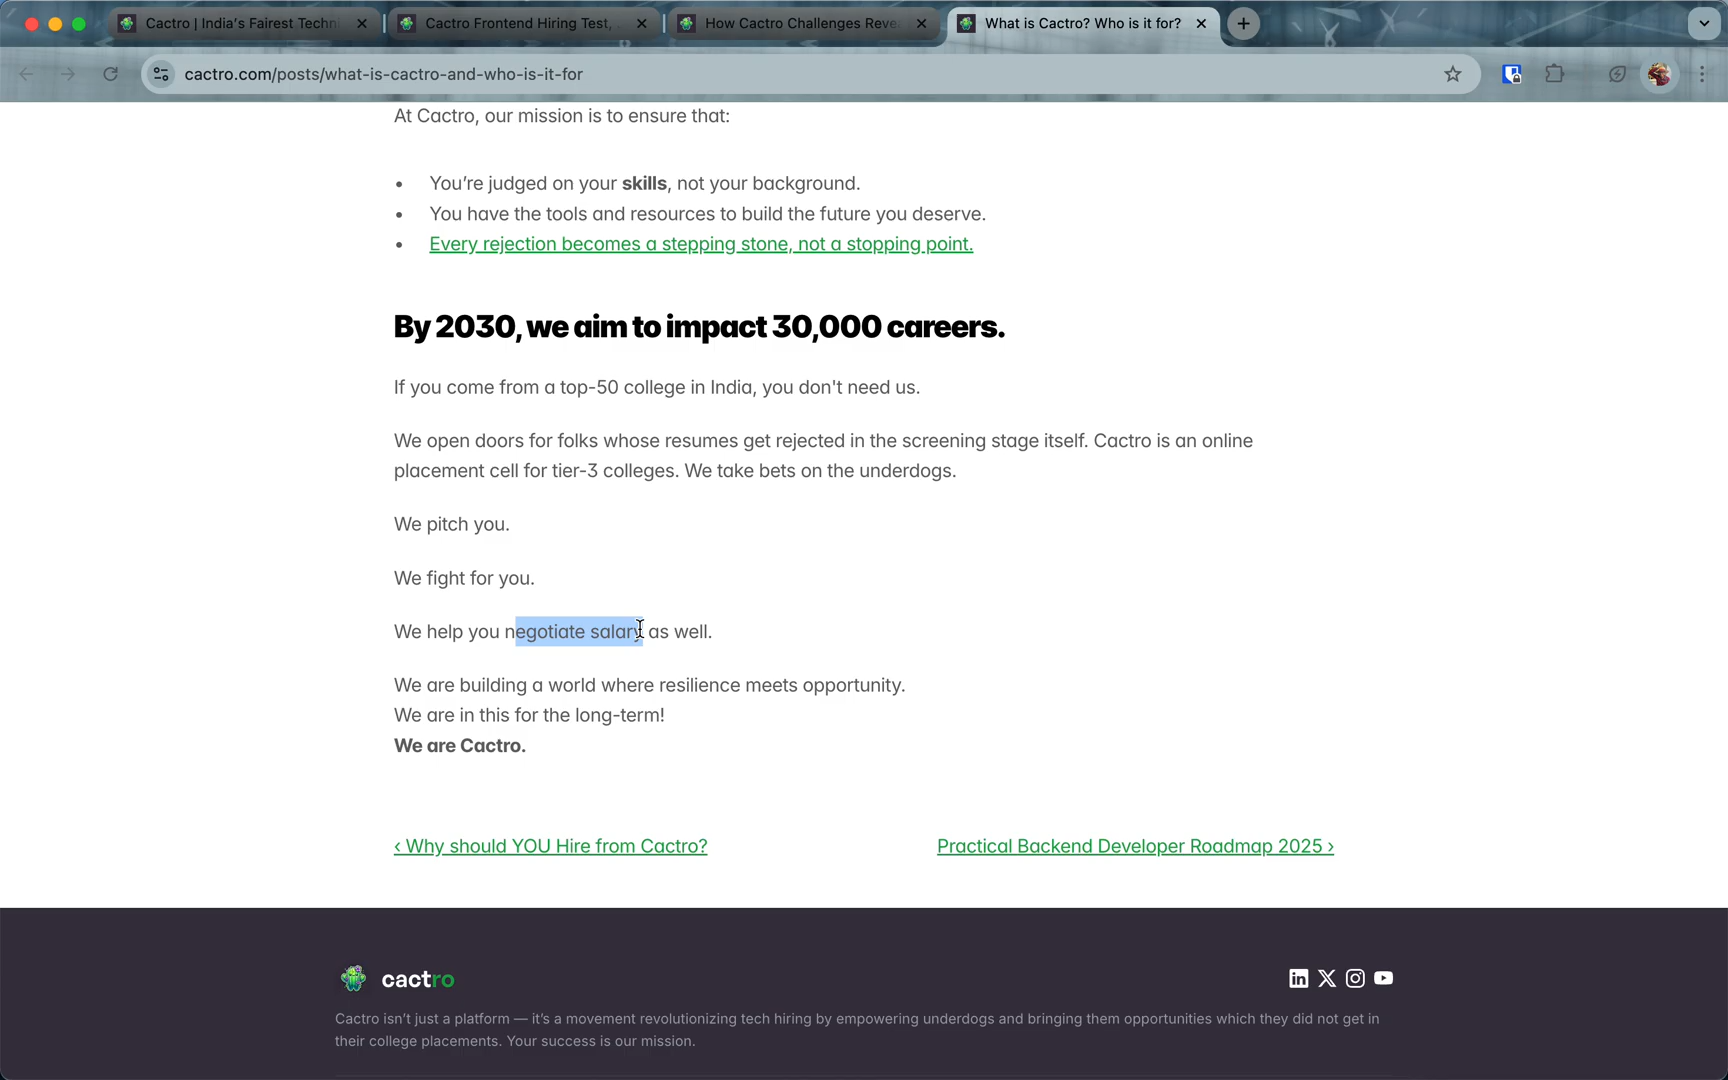 Cactro | India's Fairest Techni
Cactro Frontend Hiring Test,
How Cactro Challenges Reve
What is Cactro? Who is it for?
cactro.com/posts/what-is-cactro-and-who-is-it-for
At Cactro, our mission is to ensure that:
• You’re judged on your skills, not your background.
• You have the tools and resources to build the future you deserve.
• Every rejection becomes a stepping stone, not a stopping point.
By 2030, we aim to impact 30,000 careers.
If you come from a top-50 college in India, you don't need us.
We open doors for folks whose resumes get rejected in the screening stage itself. Cactro is an online
placement cell for tier-3 colleges. We take bets on the underdogs.
We pitch you.
We fight for you.
We help you negotiate salary as well.
We are building a world where resilience meets opportunity.
We are in this for the long-term!
We are Cactro.
‹ Why should YOU Hire from Cactro?
Practical Backend Developer Roadmap 2025 ›
cactro
Cactro isn’t just a platform — it’s a movement revolutionizing tech hiring by empowering underdogs and bringing them opportunities which they did not get in
their college placements. Your success is our mission.